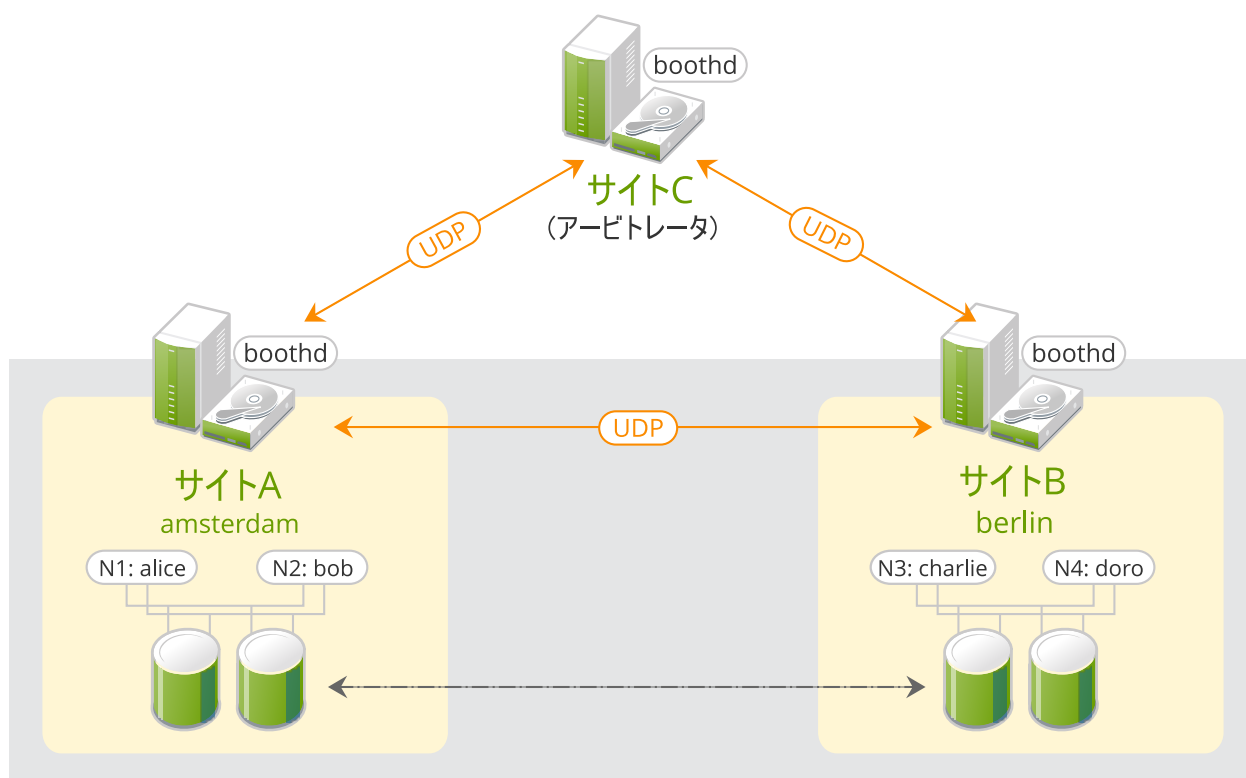 boothd
サイトC
(アービトレータ)
UDP
UDP
boothd
boothd
UDP
サイトA
amsterdam
サイトB
berlin
N1: alice
N2: bob
N3: charlie
N4: doro